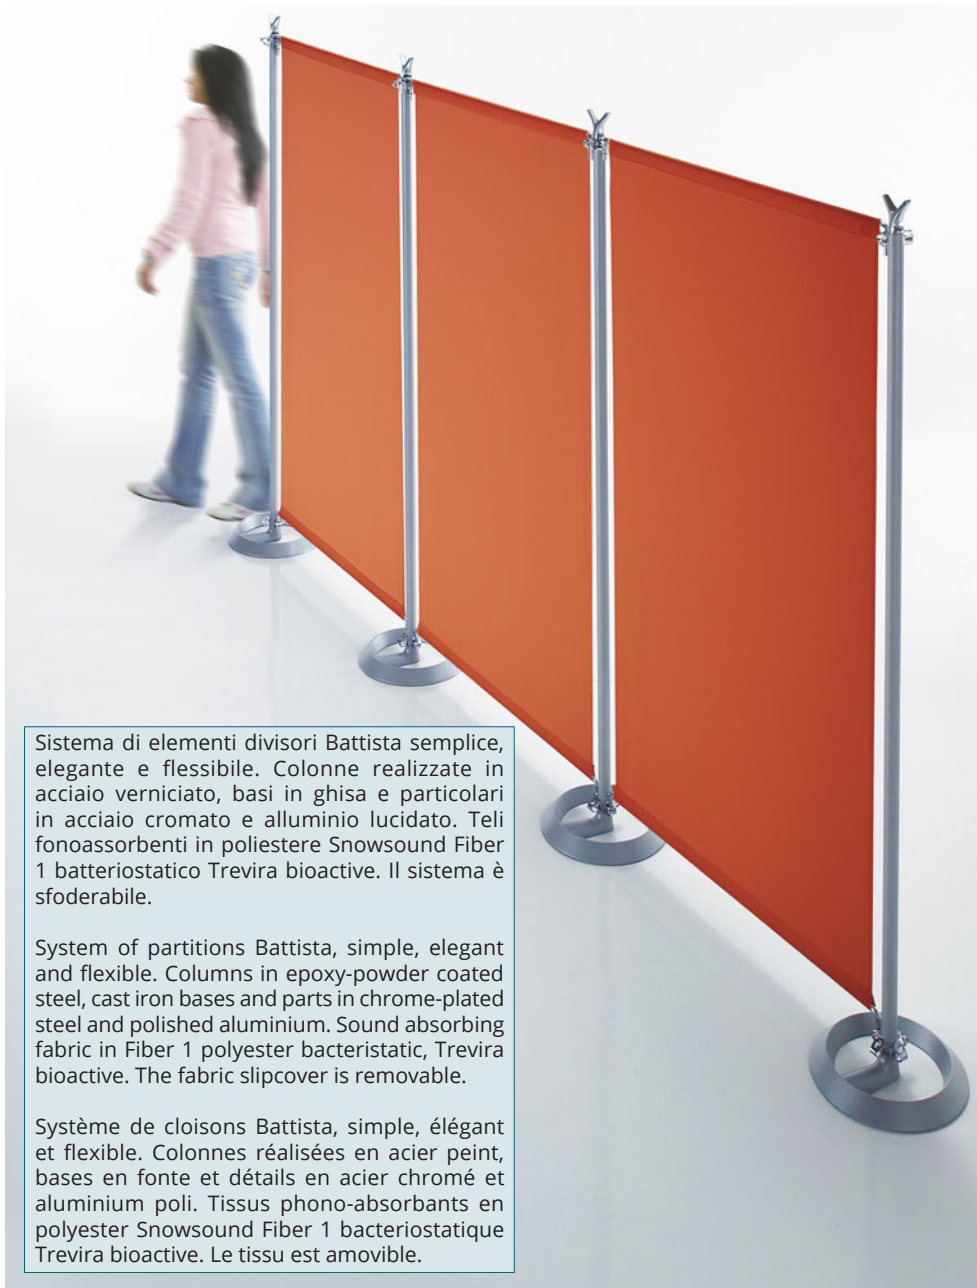 Sistema di elementi divisori Battista semplice,
elegante e flessibile. Colonne realizzate in
acciaio verniciato, basi in ghisa e particolari
in acciaio cromato e alluminio lucidato. Teli
fonoassorbenti in poliestere Snowsound Fiber
1 batteriostatico Trevira bioactive. Il sistema è
sfoderabile.
System of partitions Battista, simple, elegant
and flexible. Columns in epoxy-powder coated
steel, cast iron bases and parts in chrome-plated
steel and polished aluminium. Sound absorbing
fabric in Fiber 1 polyester bacteristatic, Trevira
bioactive. The fabric slipcover is removable.
Système de cloisons Battista, simple, élégant
et flexible. Colonnes réalisées en acier peint,
bases en fonte et détails en acier chromé et
aluminium poli. Tissus phono-absorbants en
polyester Snowsound Fiber 1 bacteriostatique
Trevira bioactive. Le tissu est amovible.